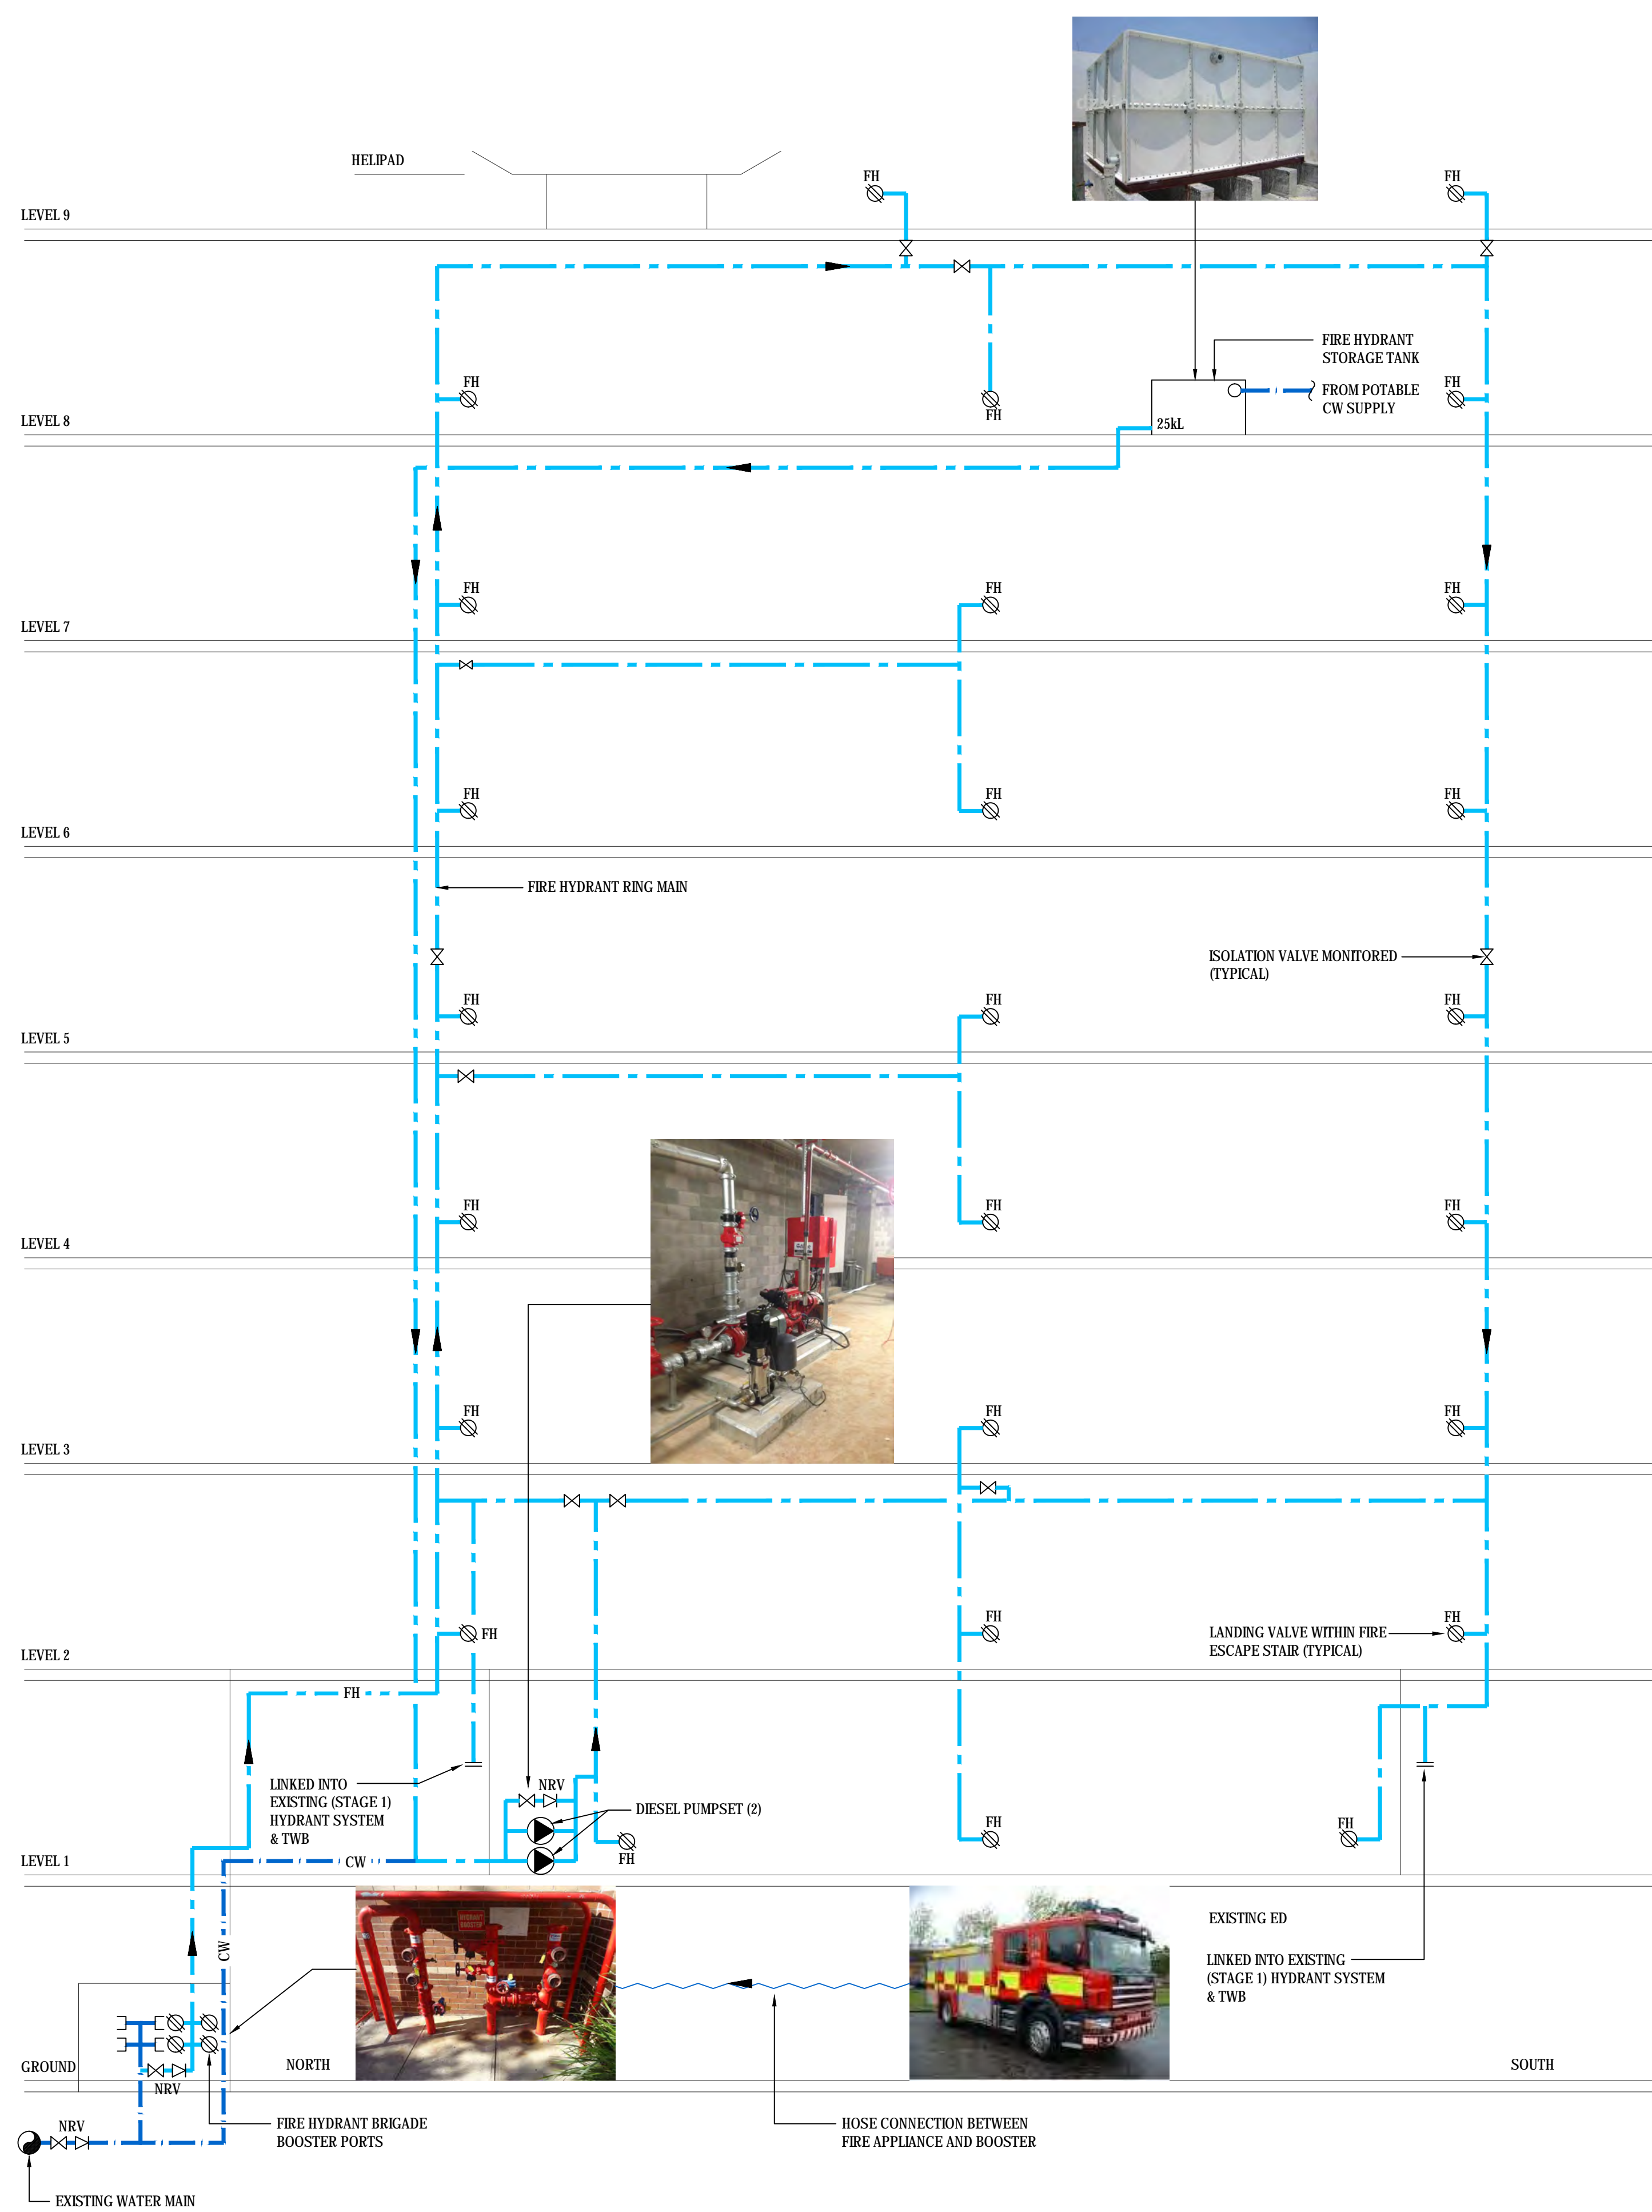 HELIPAD
FH
FH
LEVEL 9
FIRE HYDRANT
STORAGE TANK
FH
FH
FROM POTABLE
CW SUPPLY
FH
LEVEL 8
25kL
FH
FH
FH
LEVEL 7
FH
FH
FH
LEVEL 6
FIRE HYDRANT RING MAIN
ISOLATION VALVE MONITORED
(TYPICAL)
FH
FH
FH
LEVEL 5
FH
FH
FH
LEVEL 4
FH
FH
FH
LEVEL 3
FH
FH
FH
LANDING VALVE WITHIN FIRE
ESCAPE STAIR (TYPICAL)
LEVEL 2
FH
LINKED INTO
EXISTING (STAGE 1)
HYDRANT SYSTEM
& TWB
NRV
DIESEL PUMPSET (2)
FH
FH
FH
LEVEL 1
CW
CW
HYDRANT
BOOSTER
EXISTING ED
LINKED INTO EXISTING
(STAGE 1) HYDRANT SYSTEM
& TWB
GROUND
NORTH
SOUTH
NRV
NRV
FIRE HYDRANT BRIGADE
BOOSTER PORTS
HOSE CONNECTION BETWEEN
FIRE APPLIANCE AND BOOSTER
EXISTING WATER MAIN